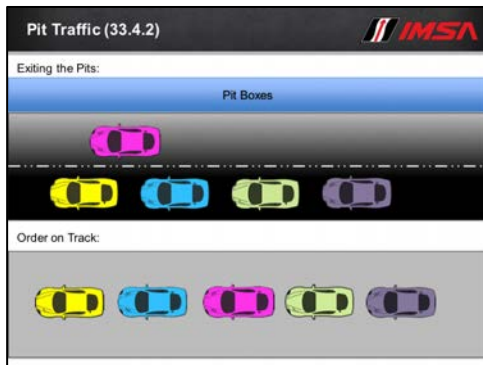 Pit Traffic (33.4.2)
IMSA
Exiting the Pits:
Pit Boxes
Order on Track: